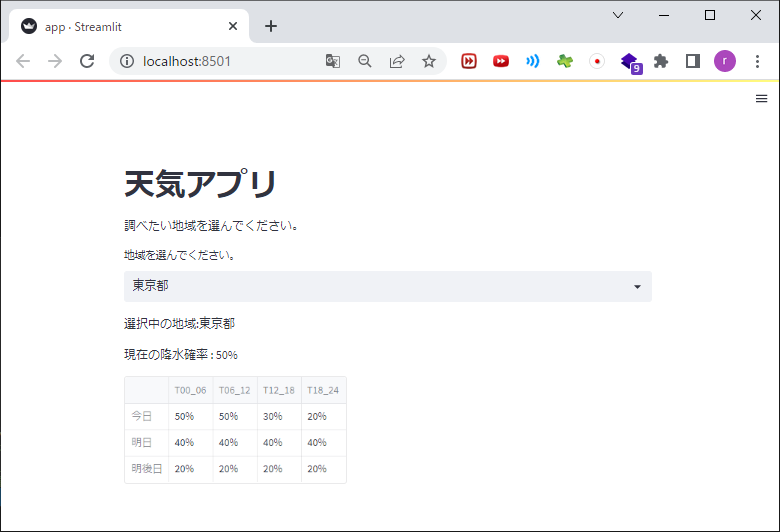 app · Streamlit
localhost:8501
9
r
天気アプリ
調べたい地域を選んでください。
地域を選んでください。
東京都
選択中の地域:東京都
現在の降水確率 : 50%
T00_06 T06_12 T12_18 T18_24
今日 50% 50% 30% 20%
明日 40% 40% 40% 40%
明後日 20% 20% 20% 20%